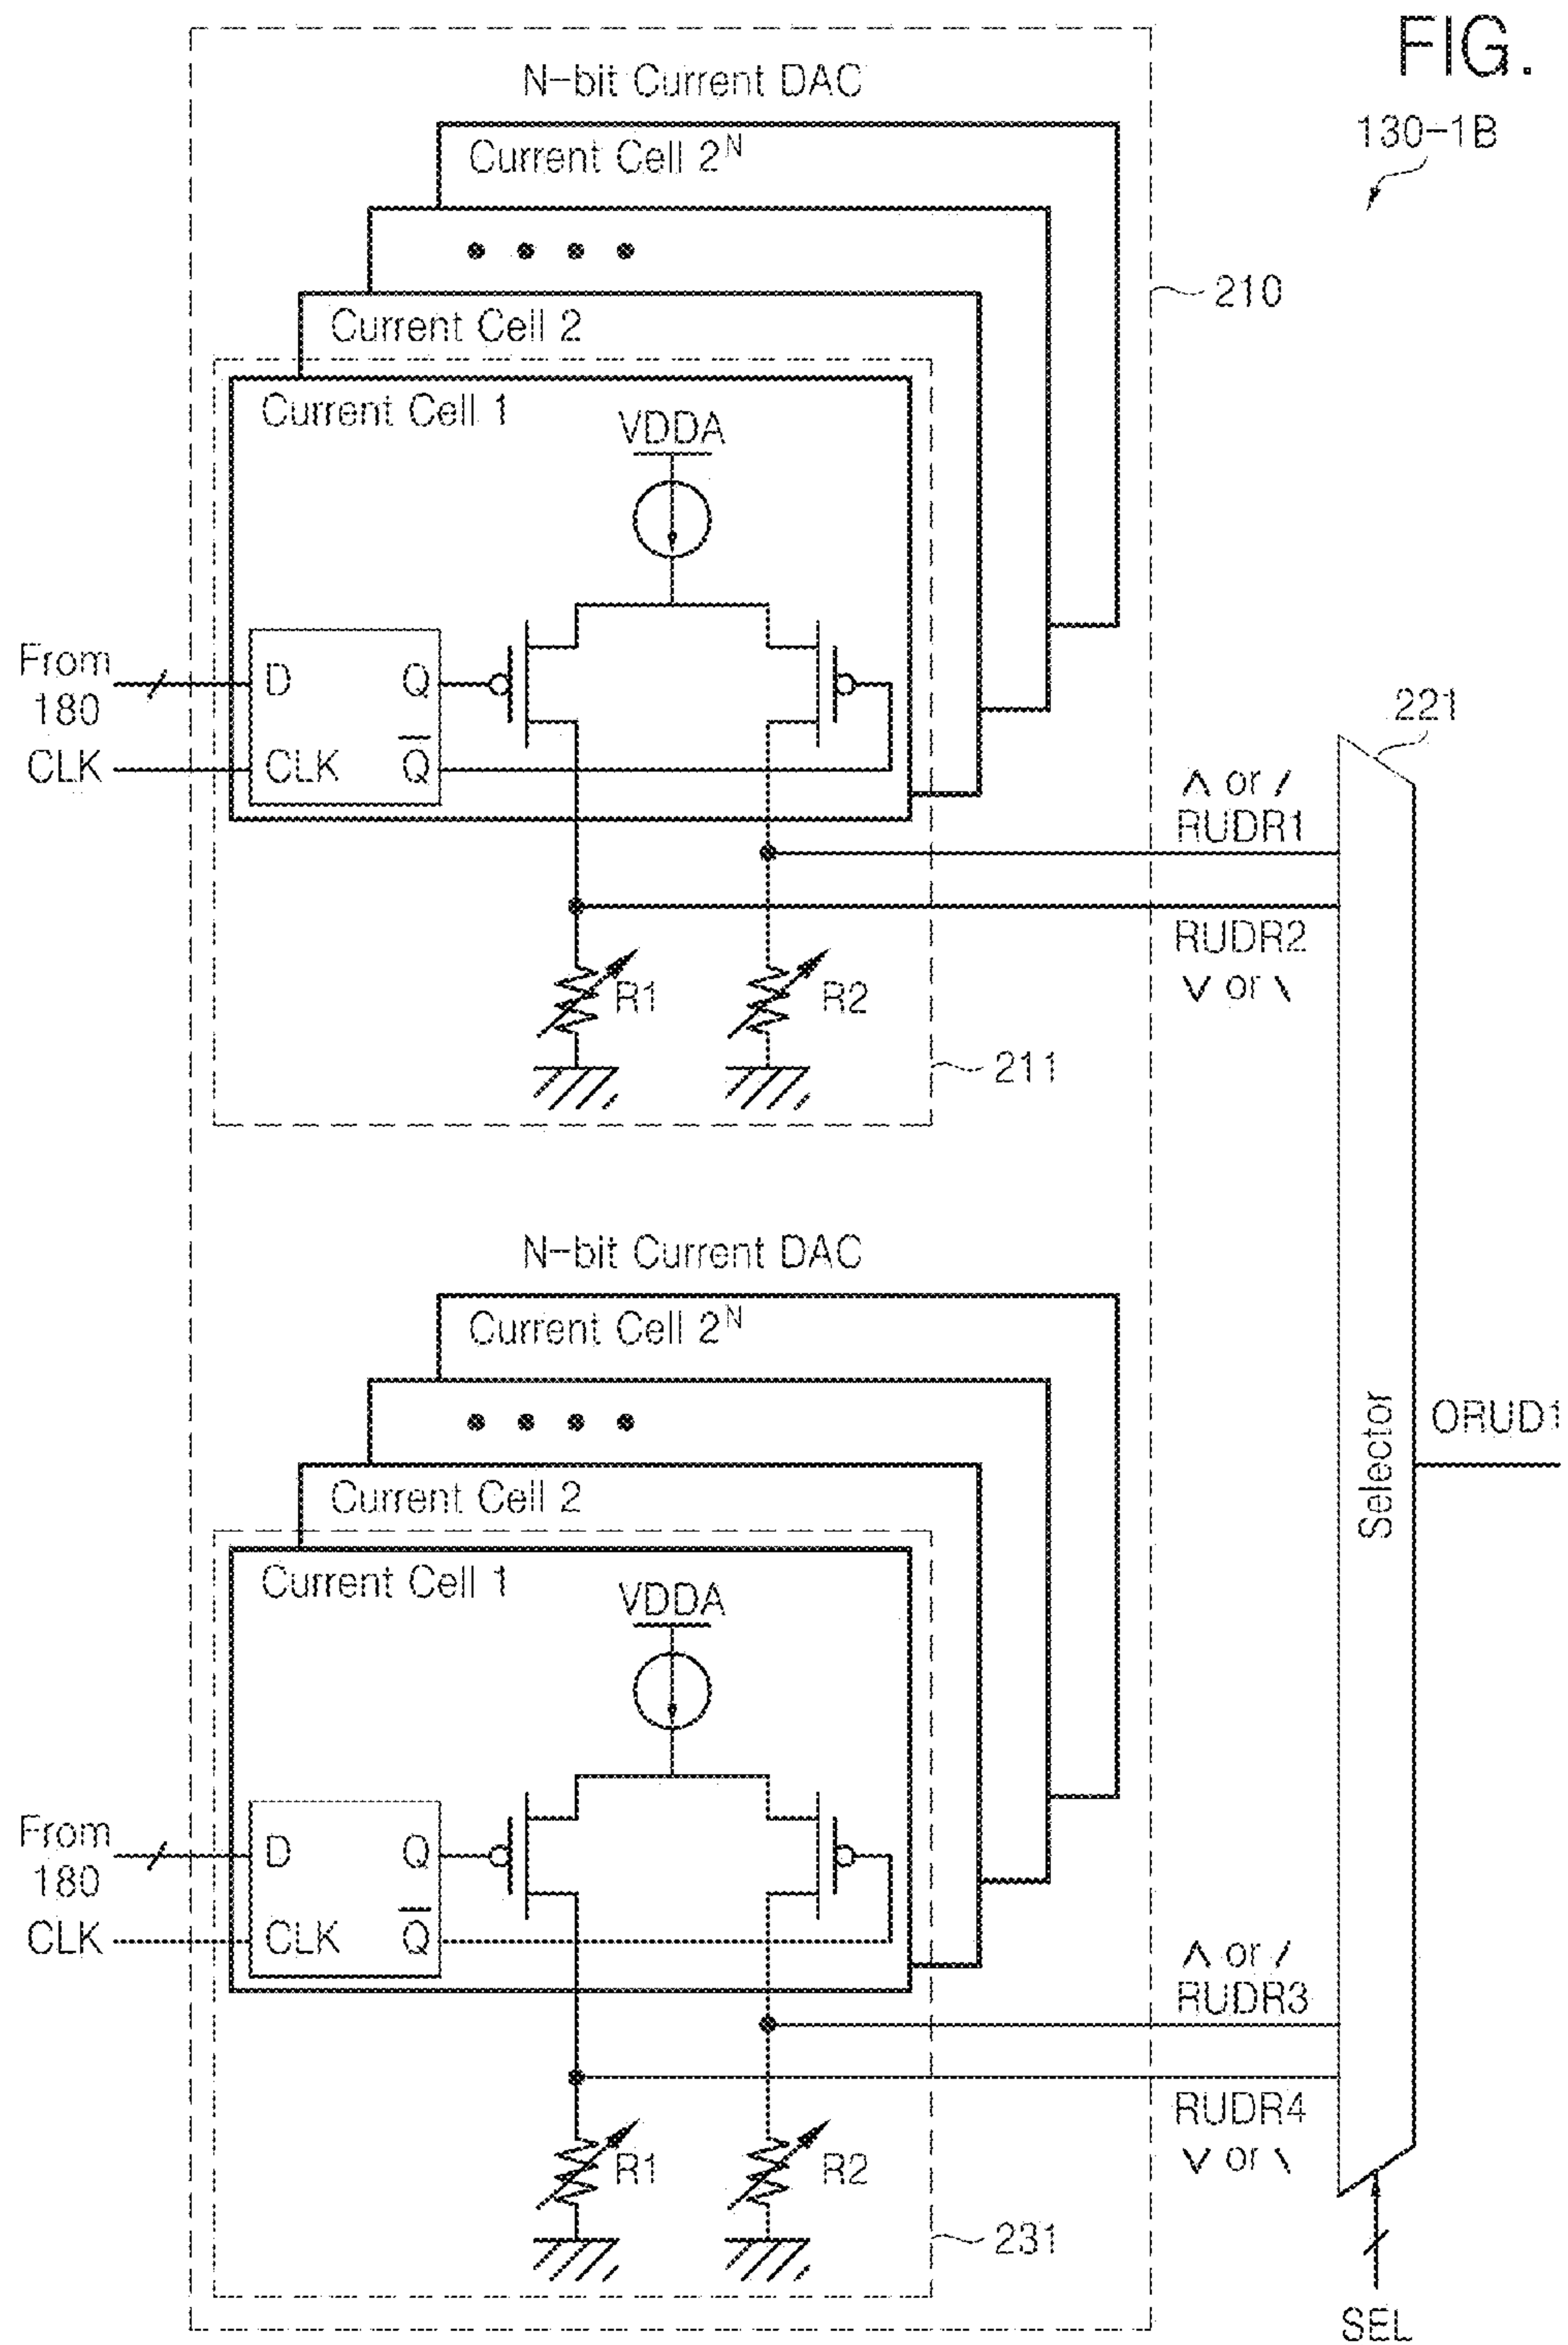 FIG.
130-1B
N-bit Current DAC
Current Cell 2^N
210
Current Cell 2
Current Cell 1
VDDA
From
180
D
Q
CLK
CLK
Q̅
221
∧ or /
RUDR1
RUDR2
∨ or \
R1
R2
211
N-bit Current DAC
Current Cell 2^N
Current Cell 2
Selector
ORUD1
Current Cell 1
VDDA
From
180
D
Q
CLK
CLK
Q̅
∧ or /
RUDR3
RUDR4
∨ or \
R1
R2
231
SEL